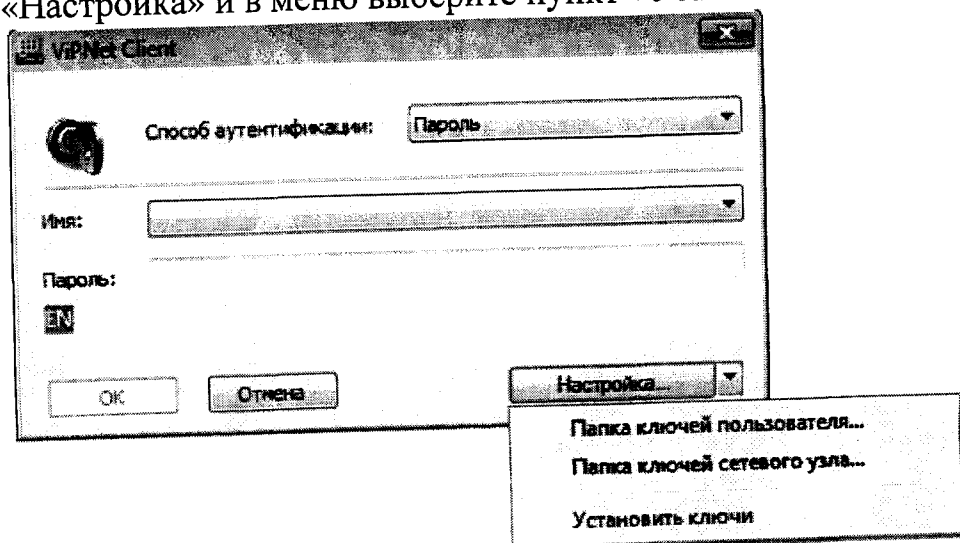 «Настройка» и в меню выберите пункт
ViPNet Client
Способ аутентификации: Пароль
Имя:
Пароль:
EN
OK Отмена Настройка...
Папка ключей пользователя...
Папка ключей сетевого узла...
Установить ключи